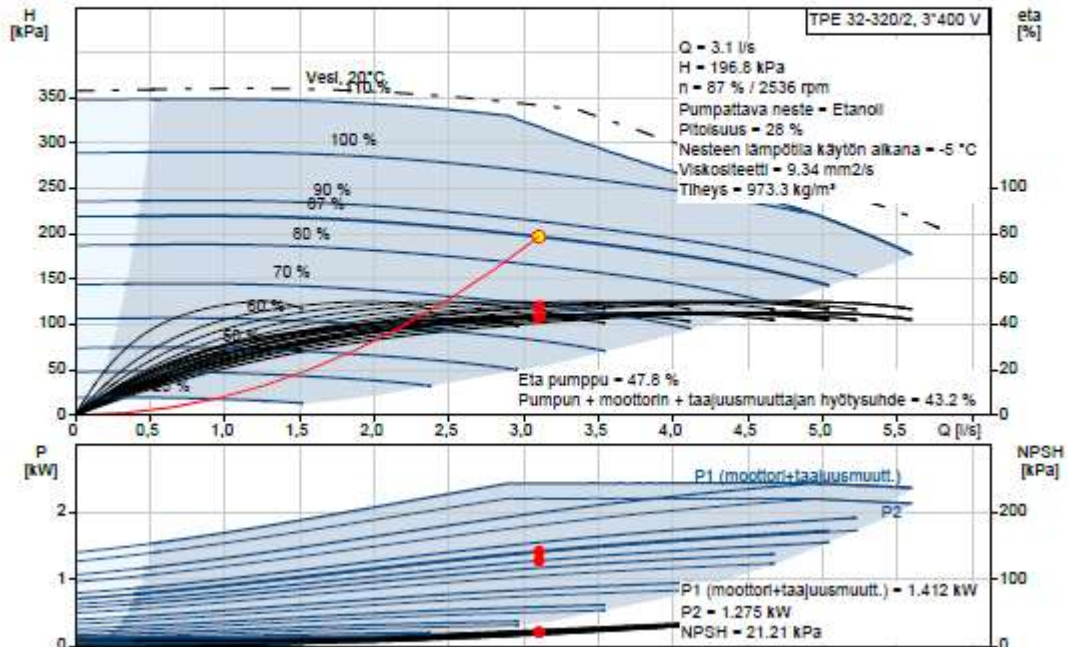 H
[kPa]
TPE 32-320/2, 3*400 V
eta
[%]
Q = 3.1 l/s
H = 196.8 kPa
n = 87 % / 2536 rpm
Pumpattava neste = Etanoli
Pitoisuus = 28 %
Nesteen lämpötila käytön aikana = -5 °C
Viskositeetti = 9.34 mm2/s
Tiheys = 973.3 kg/m³
Vesi, 20°C
110 %
100 %
90 %
87 %
80 %
70 %
60 %
50 %
25 %
350
300
250
200
150
100
50
0
100
80
60
40
20
0
Eta pumppu = 47.8 %
Pumpun + moottorin + taajuusmuuttajan hyötysuhde = 43.2 %
0 0,5 1,0 1,5 2,0 2,5 3,0 3,5 4,0 4,5 5,0 5,5 Q [l/s]
P
[kW]
NPSH
[kPa]
P1 (moottori+taajuusmuutt.)
P2
2
1
0
200
100
0
P1 (moottori+taajuusmuutt.) = 1.412 kW
P2 = 1.275 kW
NPSH = 21.21 kPa